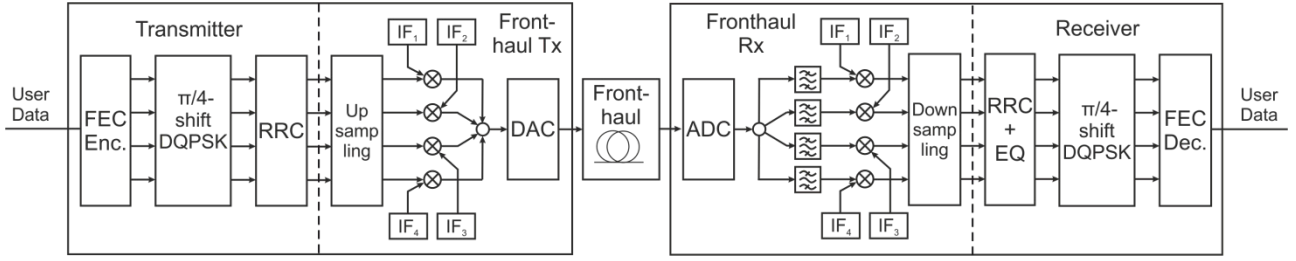 Transmitter
Front-
haul Tx
User
Data
FEC
Enc.
π/4-
shift
DQPSK
RRC
Up
samp
ling
IF1
IF2
IF4
IF3
DAC
Front-
haul
Fronthaul
Rx
Receiver
ADC
IF1
IF2
IF4
IF3
Down
samp
ling
RRC
+
EQ
π/4-
shift
DQPSK
FEC
Dec.
User
Data